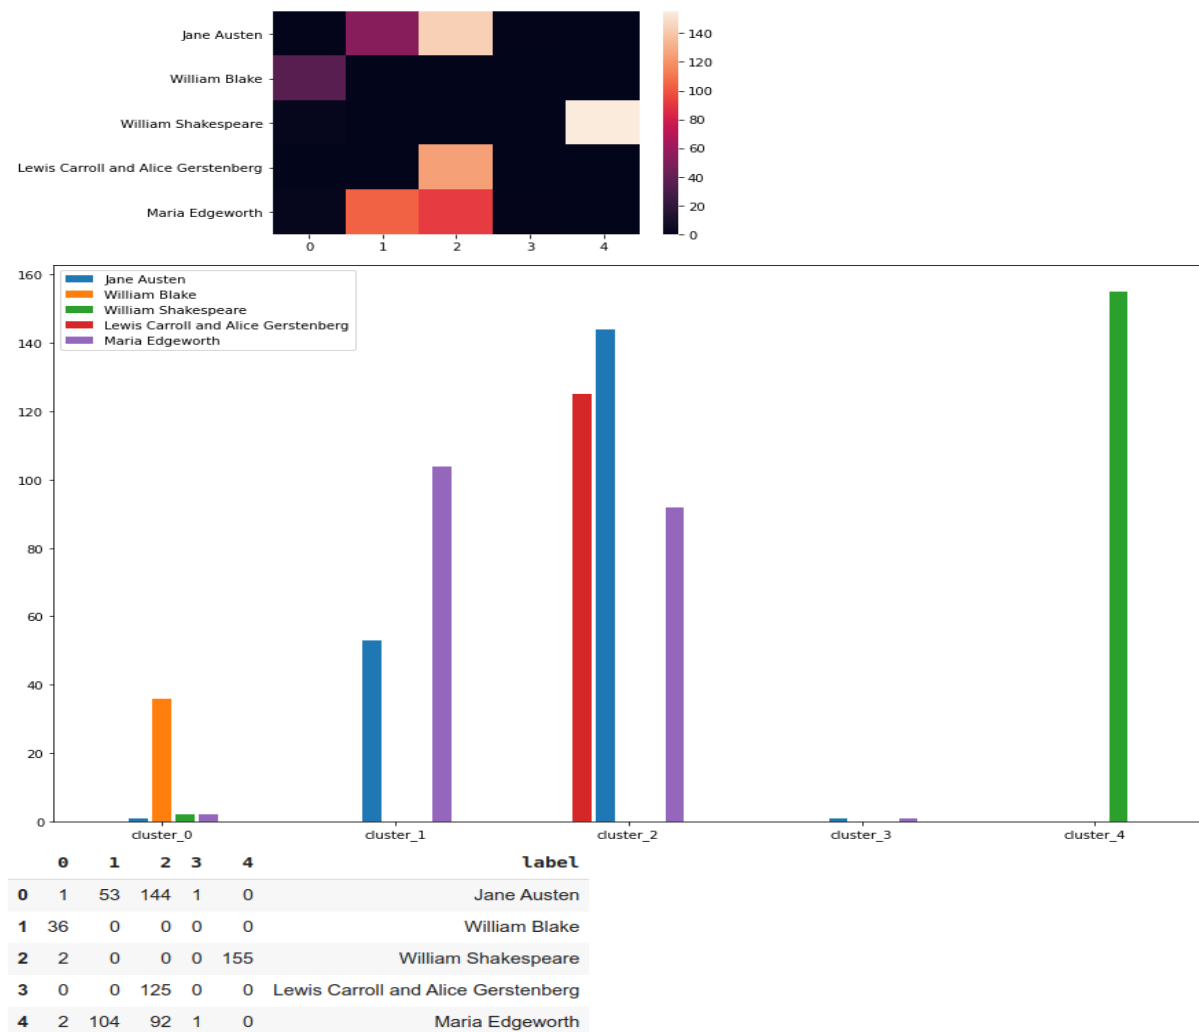 Jane Austen
William Blake
William Shakespeare
Lewis Carroll and Alice Gerstenberg
Maria Edgeworth
0 1 2 3 4
140
120
100
80
60
40
20
0
160
140
120
100
80
60
40
20
0
Jane Austen
William Blake
William Shakespeare
Lewis Carroll and Alice Gerstenberg
Maria Edgeworth
cluster_0 cluster_1 cluster_2 cluster_3 cluster_4
0 1 2 3 4 label
0 1 53 144 1 0 Jane Austen
1 36 0 0 0 0 William Blake
2 2 0 0 0 155 William Shakespeare
3 0 0 125 0 0 Lewis Carroll and Alice Gerstenberg
4 2 104 92 1 0 Maria Edgeworth